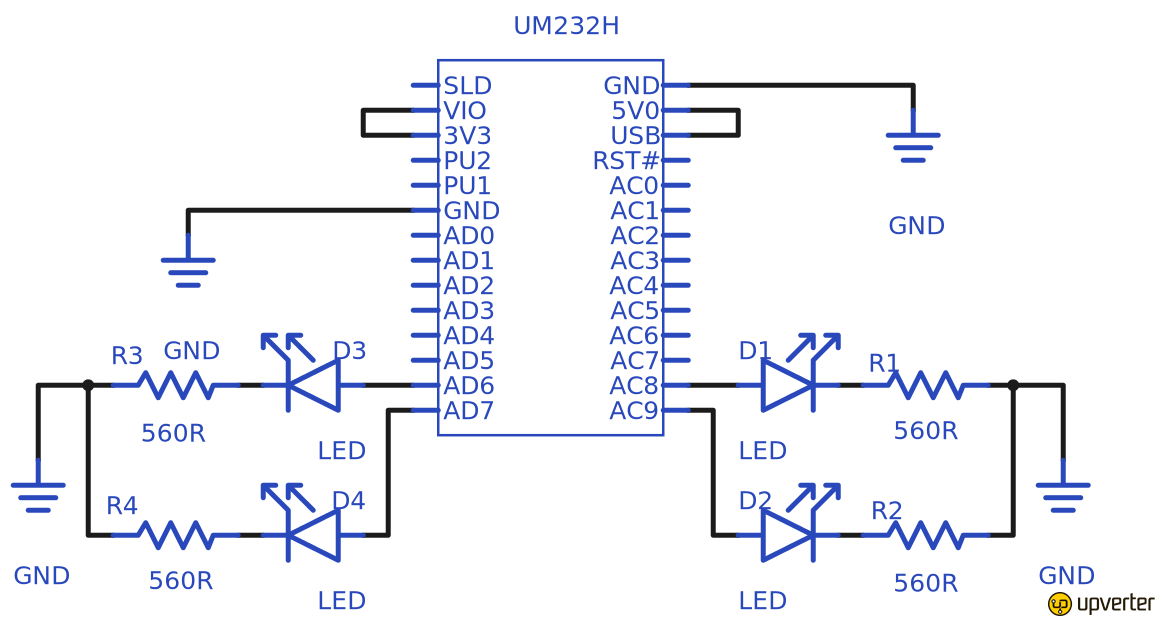 UM232H
SLD
VIO
3V3
PU2
PU1
GND
AD0
AD1
AD2
AD3
AD4
AD5
AD6
AD7
GND
5V0
USB
RST#
AC0
AC1
AC2
AC3
AC4
AC5
AC6
AC7
AC8
AC9
GND
R3
GND
D3
560R
LED
R4
D4
GND
560R
LED
D1
R1
560R
LED
D2
R2
GND
560R
LED
upverter